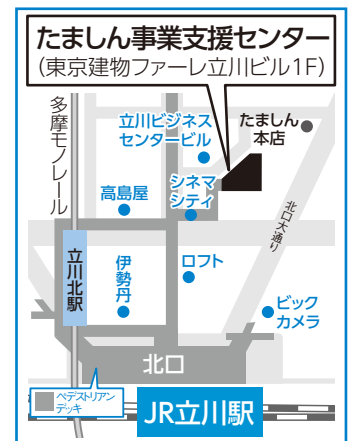 たましん事業支援センター
(東京建物ファーレ立川ビル1F)
多摩モノレール
立川ビジネス
センタービル
たましん
本店
高島屋
シネマ
シティ
北口大通り
立川北駅
伊勢丹
ロフト
ビック
カメラ
北口
ペデストリアン
デッキ
JR立川駅